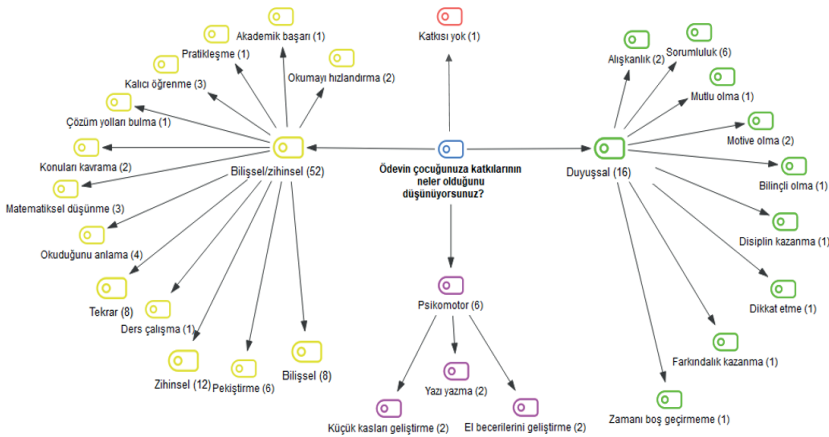 Akademik başarı (1)
Katkısı yok (1)
Pratikleşme (1)
Okumayı hızlandırma (2)
Alışkanlık (2)
Sorumluluk (6)
Kalıcı öğrenme (3)
Mutlu olma (1)
Çözüm yolları bulma (1)
Motive olma (2)
Konuları kavrama (2)
Bilişsel/zihinsel (52)
Ödevin çocuğunuza katkılarının
neler olduğunu
düşünüyorsunuz?
Duyuşsal (16)
Bilinçli olma (1)
Matematiksel düşünme (3)
Disiplin kazanma (1)
Okuduğunu anlama (4)
Tekrar (8)
Ders çalışma (1)
Psikomotor (6)
Dikkat etme (1)
Zihinsel (12)
Pekiştirme (6)
Bilişsel (8)
Farkındalık kazanma (1)
Yazı yazma (2)
Küçük kasları geliştirme (2)
El becerilerini geliştirme (2)
Zamanı boş geçirmeme (1)